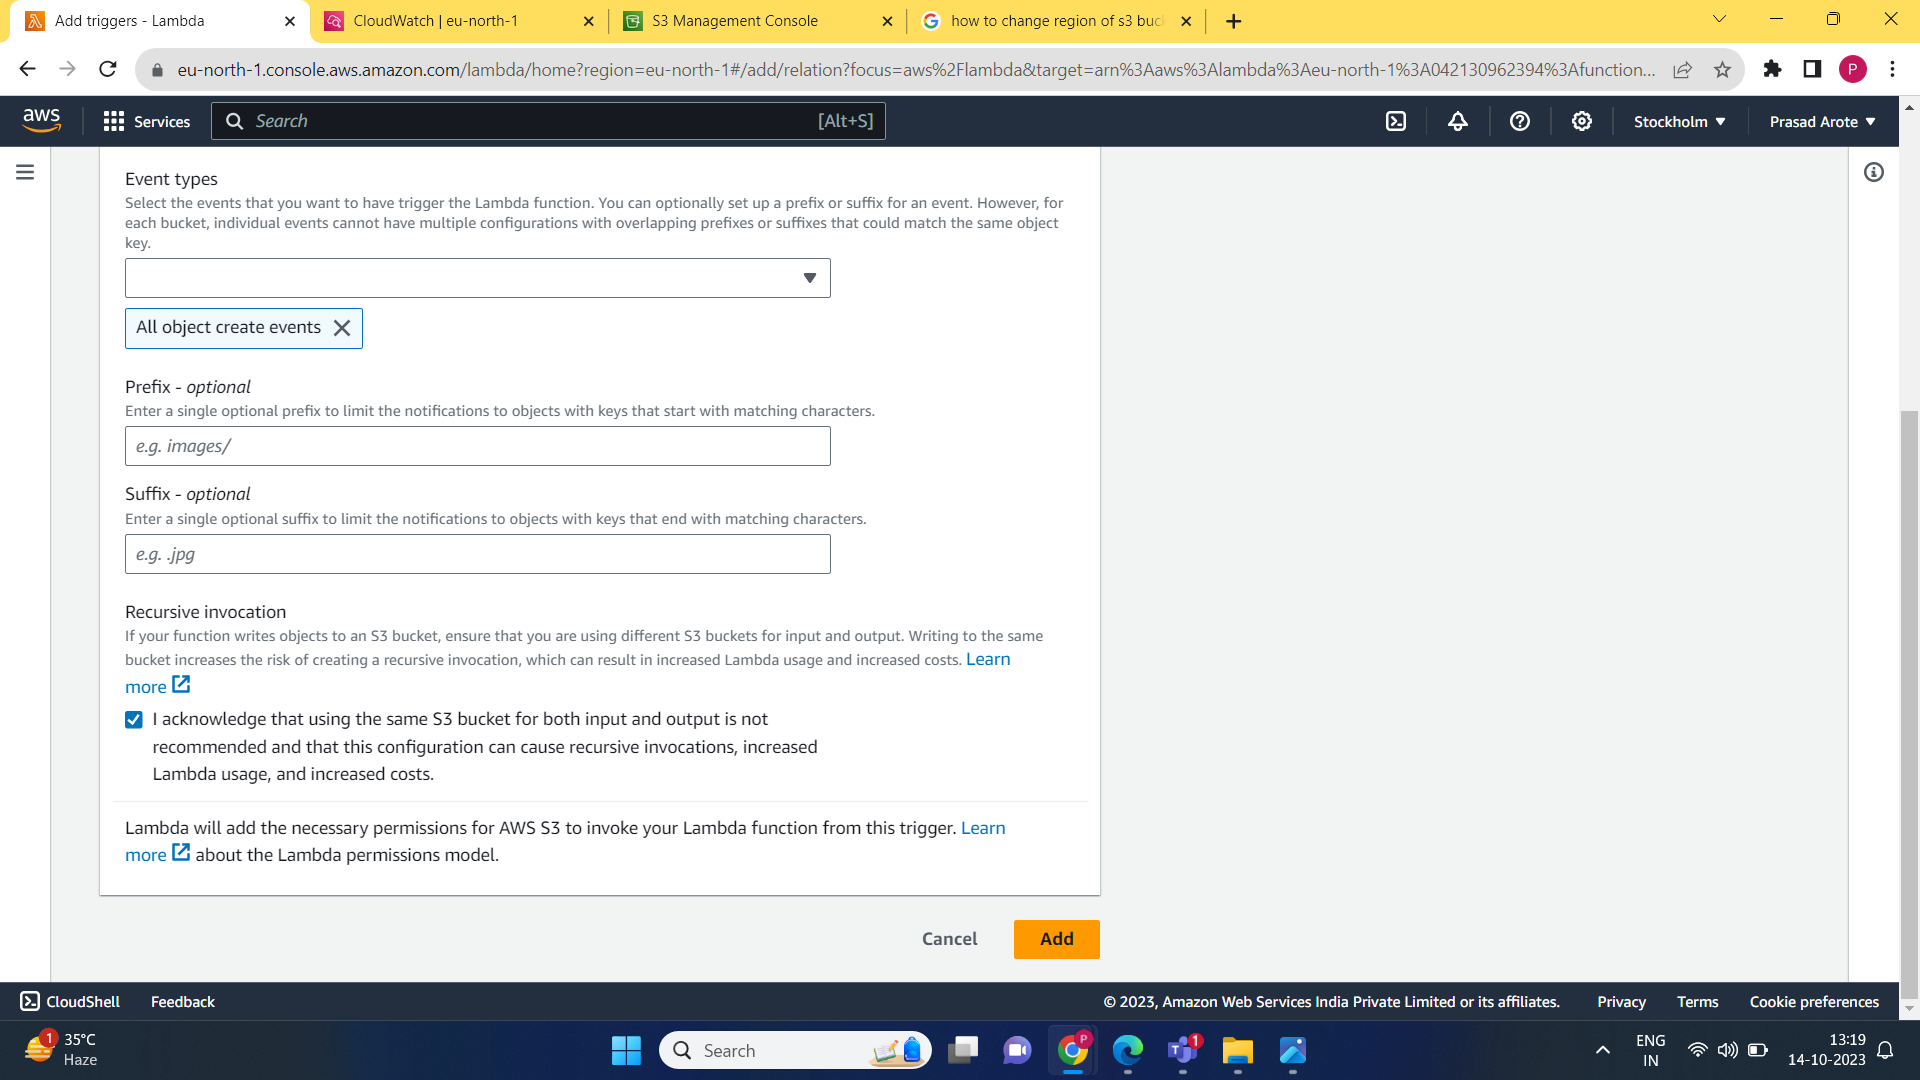 Add triggers - Lambda
CloudWatch | eu-north-1
S3 Management Console
how to change region of s3 buck
eu-north-1.console.aws.amazon.com/lambda/home?region=eu-north-1#/add/relation?focus=aws%2Flambda&target=arn%3Aaws%3Alambda%3Aeu-north-1%3A042130962394%3Afunction...
P
aws
Services
Search
[Alt+S]
Stockholm
Prasad Arote
Event types
Select the events that you want to have trigger the Lambda function. You can optionally set up a prefix or suffix for an event. However, for
each bucket, individual events cannot have multiple configurations with overlapping prefixes or suffixes that could match the same object
key.
All object create events
Prefix - optional
Enter a single optional prefix to limit the notifications to objects with keys that start with matching characters.
e.g. images/
Suffix - optional
Enter a single optional suffix to limit the notifications to objects with keys that end with matching characters.
e.g. .jpg
Recursive invocation
If your function writes objects to an S3 bucket, ensure that you are using different S3 buckets for input and output. Writing to the same
bucket increases the risk of creating a recursive invocation, which can result in increased Lambda usage and increased costs. Learn
more
I acknowledge that using the same S3 bucket for both input and output is not
recommended and that this configuration can cause recursive invocations, increased
Lambda usage, and increased costs.
Lambda will add the necessary permissions for AWS S3 to invoke your Lambda function from this trigger. Learn
more about the Lambda permissions model.
Cancel
Add
CloudShell
Feedback
© 2023, Amazon Web Services India Private Limited or its affiliates.
Privacy
Terms
Cookie preferences
1
35°C
Haze
Search
P
1
ENG
IN
13:19
14-10-2023